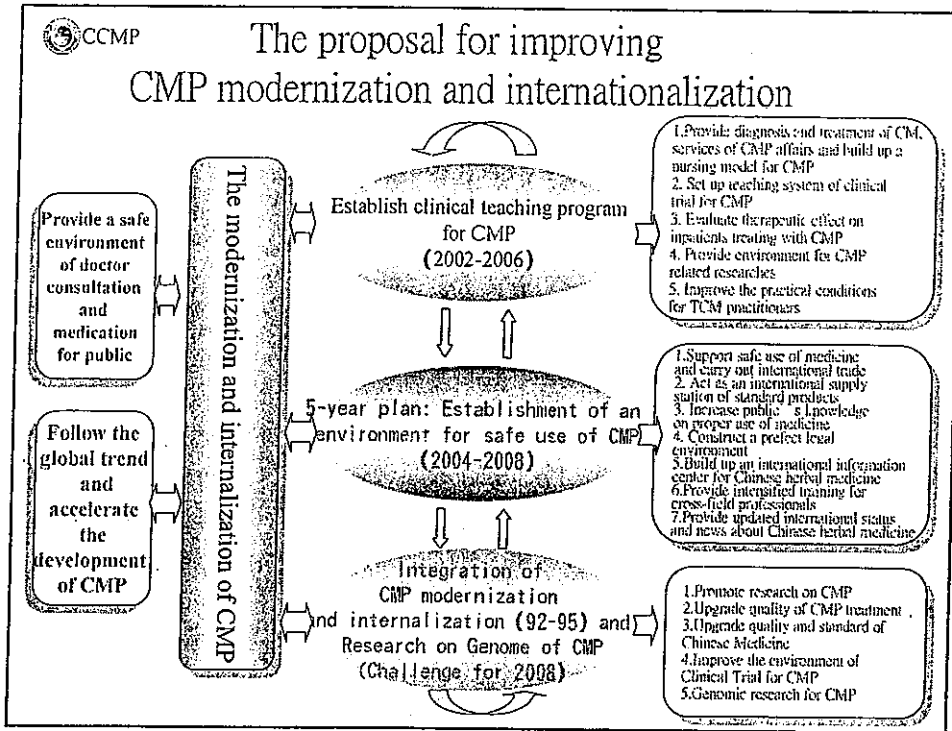 CCMP
The proposal for improving
CMP modernization and internationalization
Provide a safe
environment
of doctor
consultation
and
medication
for public
Follow the
global trend
and
accelerate
the
development
of CMP
The modernization and internalization of CMP
Establish clinical teaching program
for CMP
(2002-2006)
5-year plan: Establishment of an
environment for safe use of CMP
(2004-2008)
Integration of
CMP modernization
and internalization (92-95) and
Research on Genome of CMP
(Challenge for 2008)
1.Provide diagnosis and treatment of CM,
services of CMP affairs and build up a
nursing model for CMP
2. Set up teaching system of clinical
trial for CMP
3. Evaluate therapeutic effect on
inpatients treating with CMP
4. Provide environment for CMP
related researches
5. Improve the practical conditions
for TCM practitioners
1.Support safe use of medicine
and carry out international trade
2. Act as an international supply
station of standard products
3. Increase public s knowledge
on proper use of medicine
4. Construct a prefect legal
environment
5.Build up an international information
center for Chinese herbal medicine
6.Provide intensified training for
cross-field professionals
7.Provide updated international status
and news about Chinese herbal medicine
1.Promote research on CMP
2.Upgrade quality of CMP treatment
3.Upgrade quality and standard of
Chinese Medicine
4.Improve the environment of
Clinical Trial for CMP
5.Genomic research for CMP